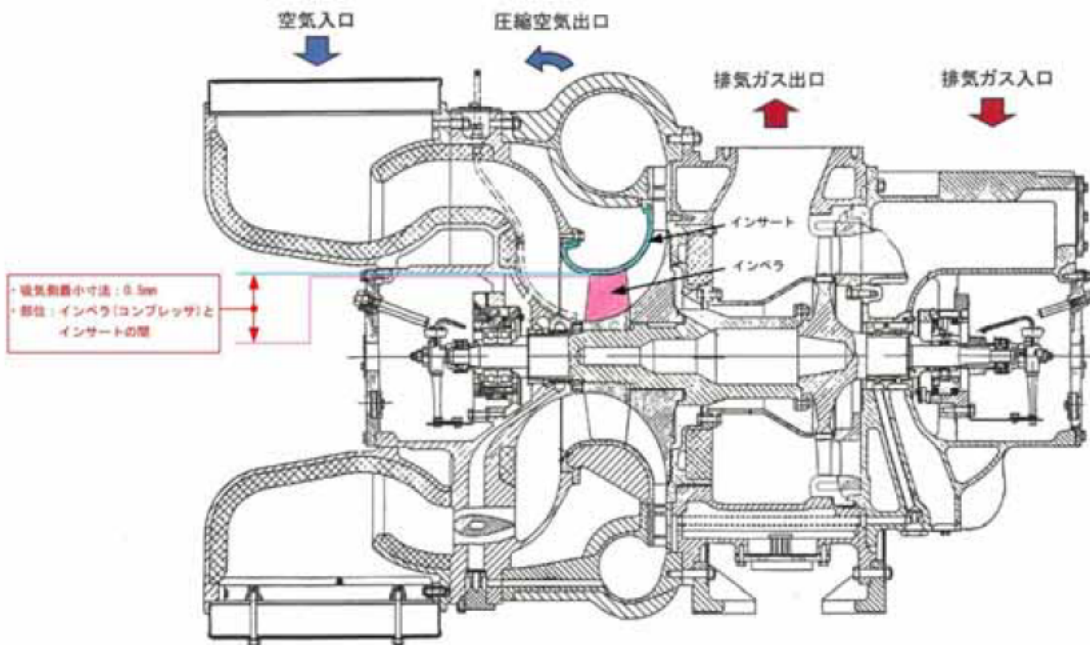 空気入口
圧縮空気出口
排気ガス出口
排気ガス入口
インサート
インペラ
・吸気側最小寸法:0.5mm
・部位:インペラ(コンプレッサ)と
インサートの間